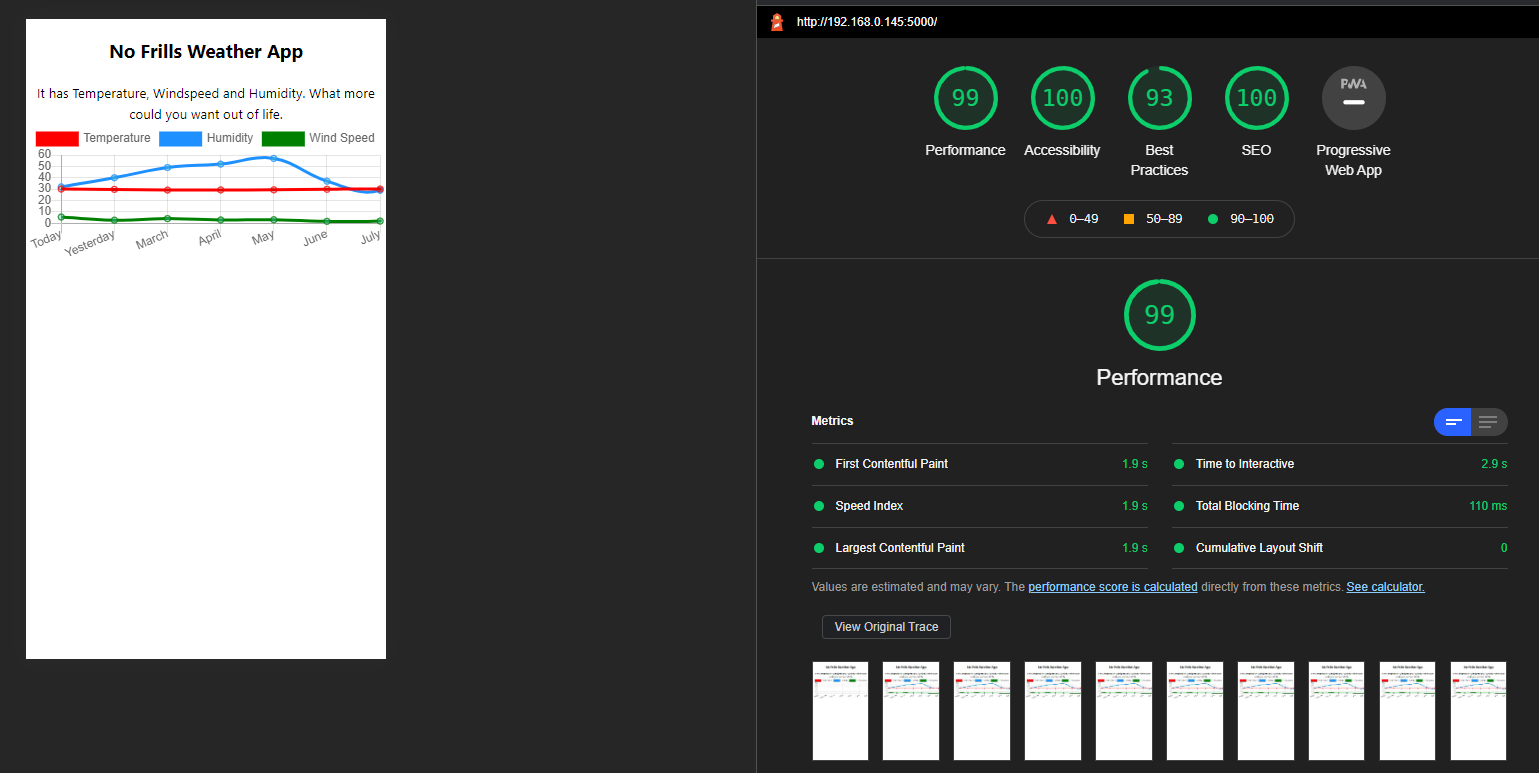 No Frills Weather App
It has Temperature, Windspeed and Humidity. What more
could you want out of life.
Temperature Humidity Wind Speed
60
50
40
30
20
10
0
Today Yesterday March April May June July
http://192.168.0.145:5000/
99 100 93 100 PWA
Performance Accessibility Best Practices SEO Progressive Web App
0–49 50–89 90–100
99
Performance
Metrics
First Contentful Paint 1.9 s Time to Interactive 2.9 s
Speed Index 1.9 s Total Blocking Time 110 ms
Largest Contentful Paint 1.9 s Cumulative Layout Shift 0
Values are estimated and may vary. The performance score is calculated directly from these metrics. See calculator.
View Original Trace